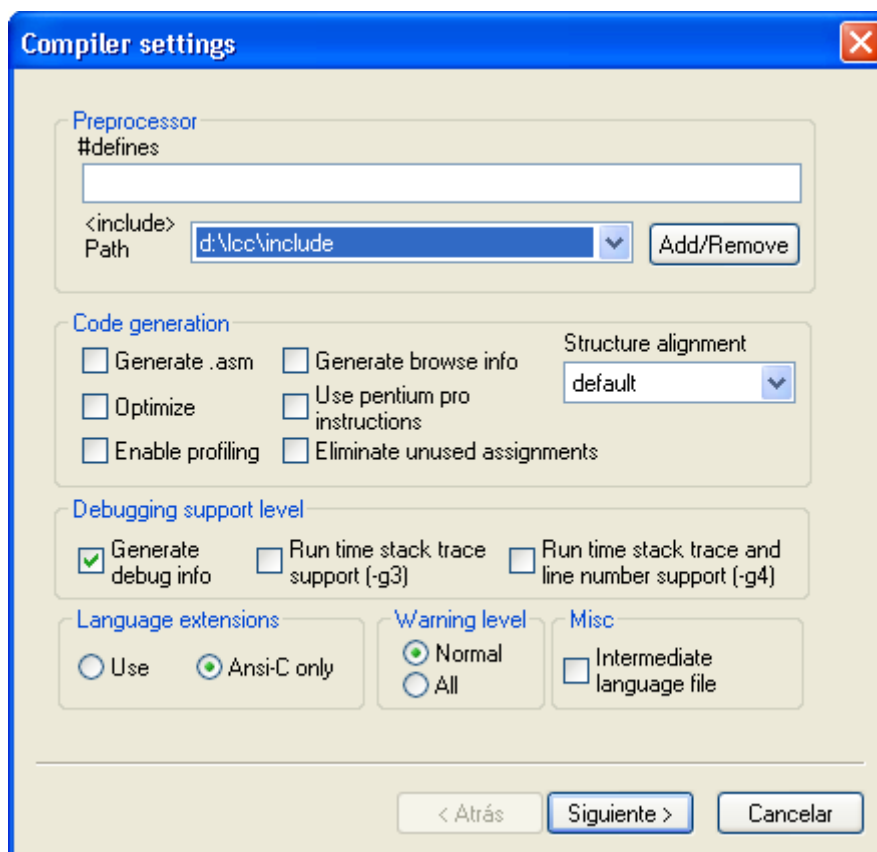 Compiler settings
Preprocessor
#defines
<include>
Path
d:\lcc\include
Add/Remove
Code generation
Generate .asm
Generate browse info
Structure alignment
default
Optimize
Use pentium pro
instructions
Enable profiling
Eliminate unused assignments
Debugging support level
Generate
debug info
Run time stack trace
support (-g3)
Run time stack trace and
line number support (-g4)
Language extensions
Use
Ansi-C only
Warning level
Normal
All
Misc
Intermediate
language file
< Atrás
Siguiente >
Cancelar